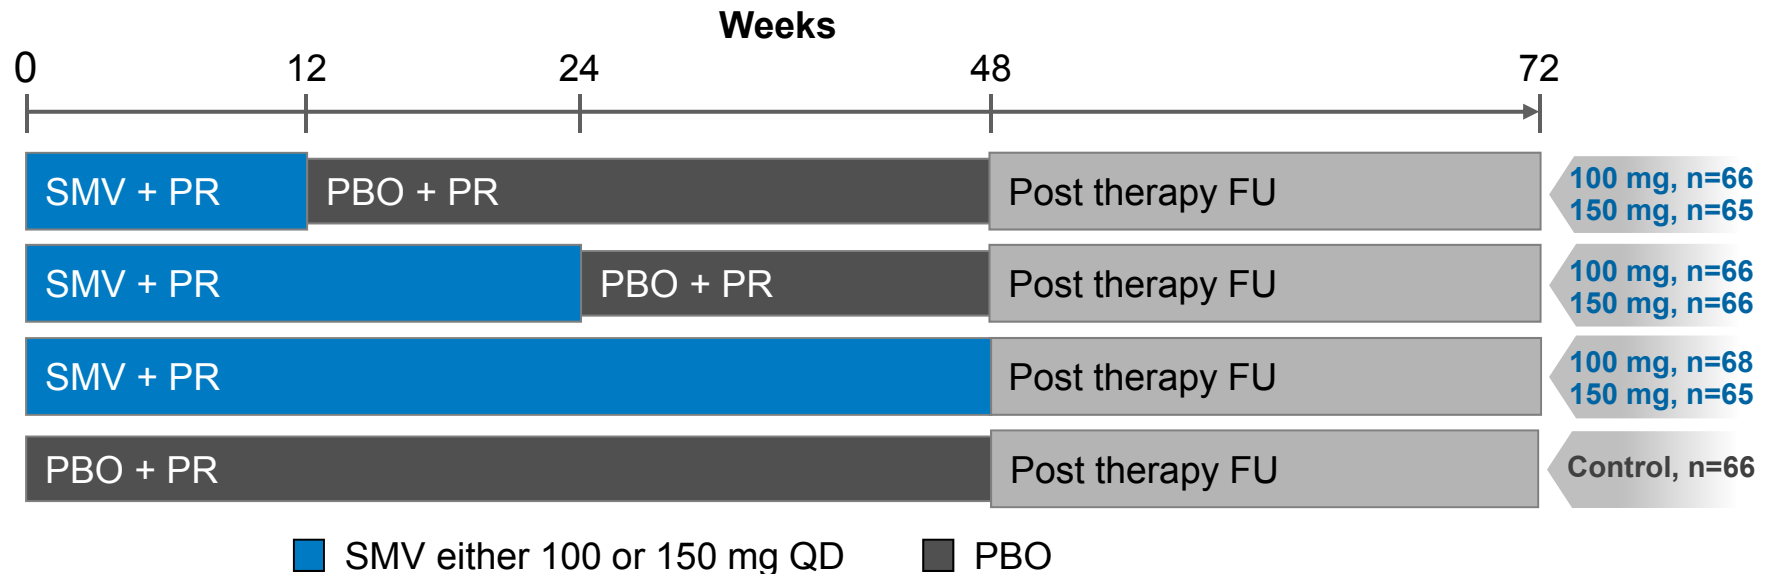 Weeks
0 12 24 48 72
SMV + PR PBO + PR Post therapy FU 100 mg, n=66
150 mg, n=65
SMV + PR PBO + PR Post therapy FU 100 mg, n=66
150 mg, n=66
SMV + PR Post therapy FU 100 mg, n=68
150 mg, n=65
PBO + PR Post therapy FU Control, n=66
SMV either 100 or 150 mg QD PBO